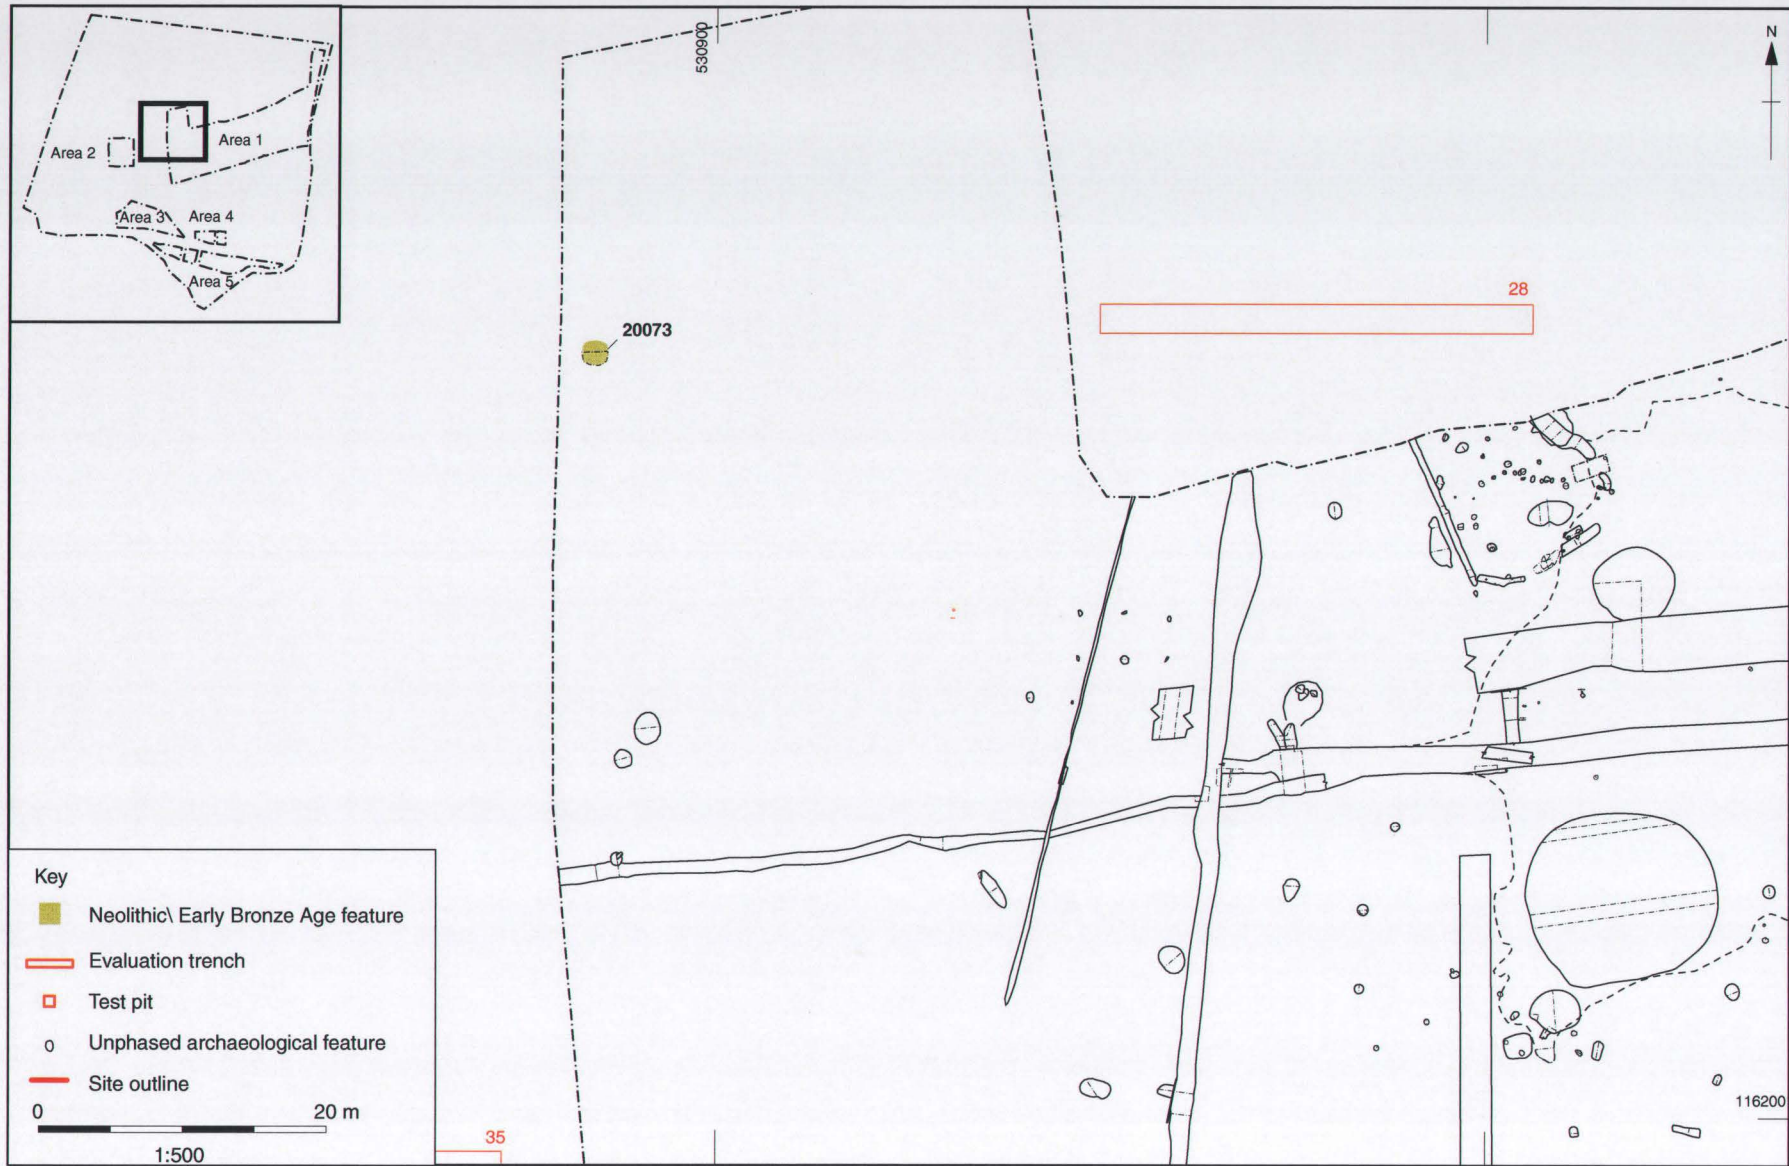 Area 1
Area 2
Area 3
Area 4
Area 5
530900
N
28
20073
Key
Neolithic\ Early Bronze Age feature
Evaluation trench
Test pit
Unphased archaeological feature
Site outline
0 20 m
1:500
35
116200